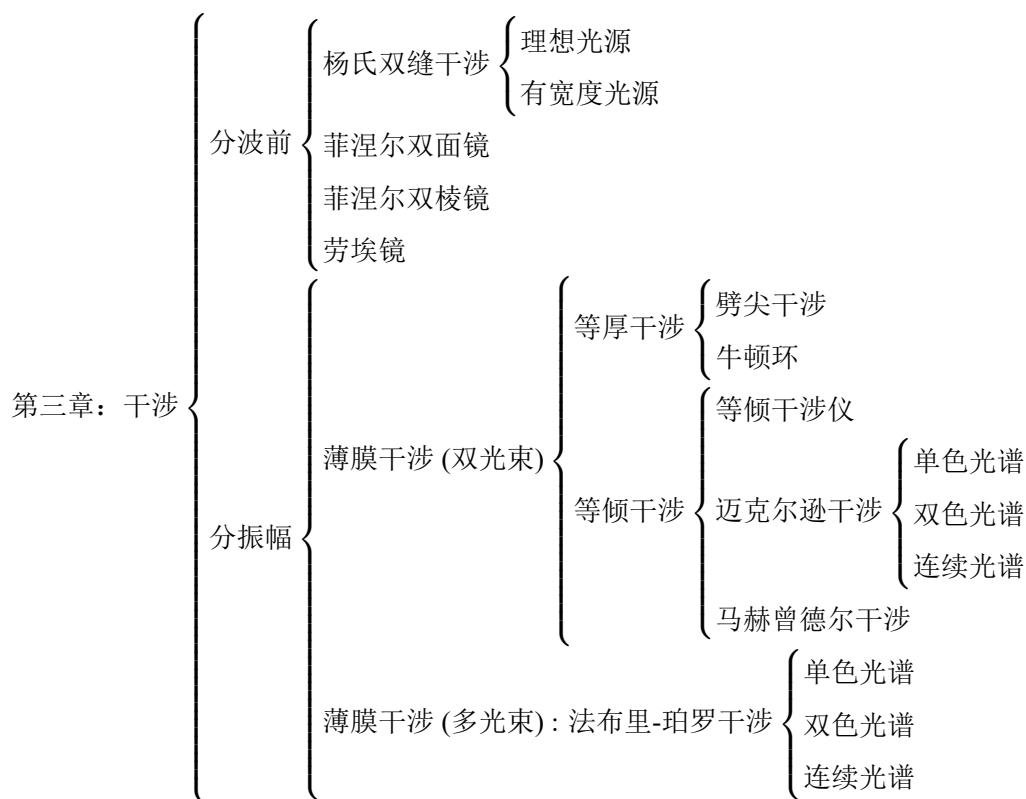 第三章：干涉
分波前
杨氏双缝干涉
理想光源
有宽度光源
菲涅尔双面镜
菲涅尔双棱镜
劳埃镜
分振幅
薄膜干涉 (双光束)
等厚干涉
劈尖干涉
牛顿环
等倾干涉
等倾干涉仪
迈克尔逊干涉
单色光谱
双色光谱
连续光谱
马赫曾德尔干涉
薄膜干涉 (多光束) : 法布里-珀罗干涉
单色光谱
双色光谱
连续光谱